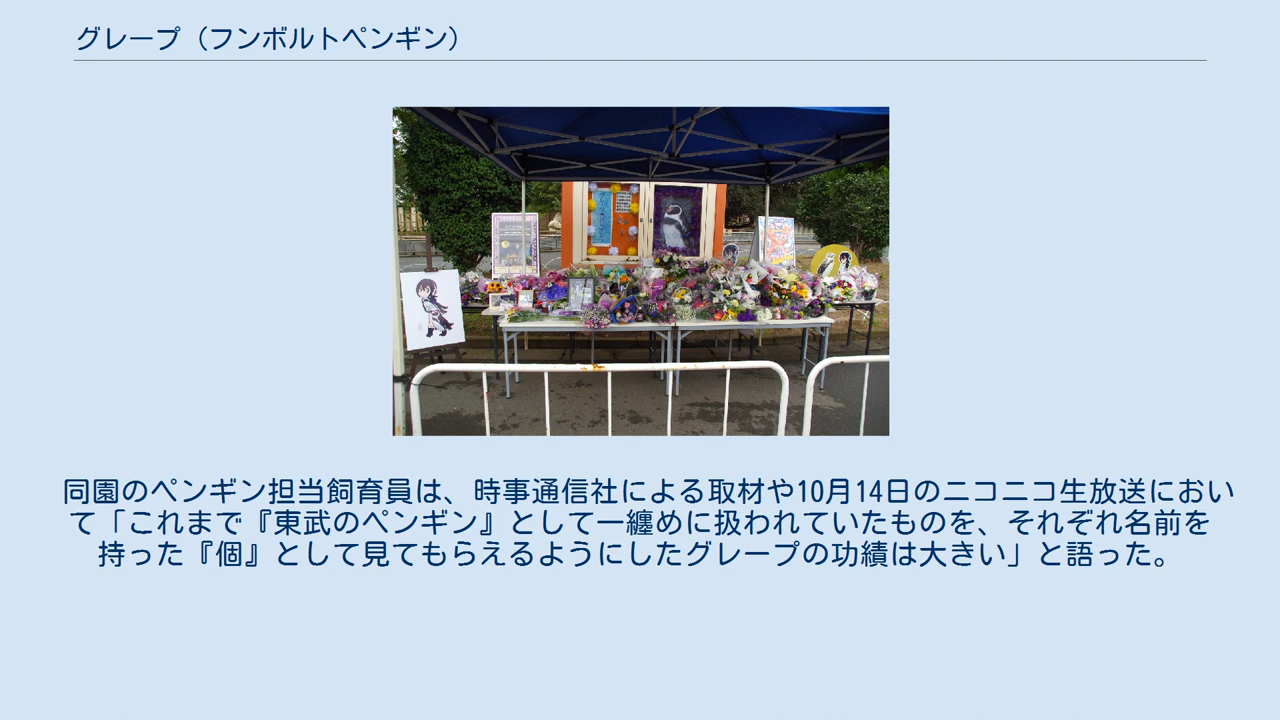 グレープ（フンボルトペンギン）
同園のペンギン担当飼育員は、時事通信社による取材や10月14日のニコニコ生放送におい
て「これまで『東武のペンギン』として一纏めに扱われていたものを、それぞれ名前を
持った『個』として見てもらえるようにしたグレープの功績は大きい」と語った。